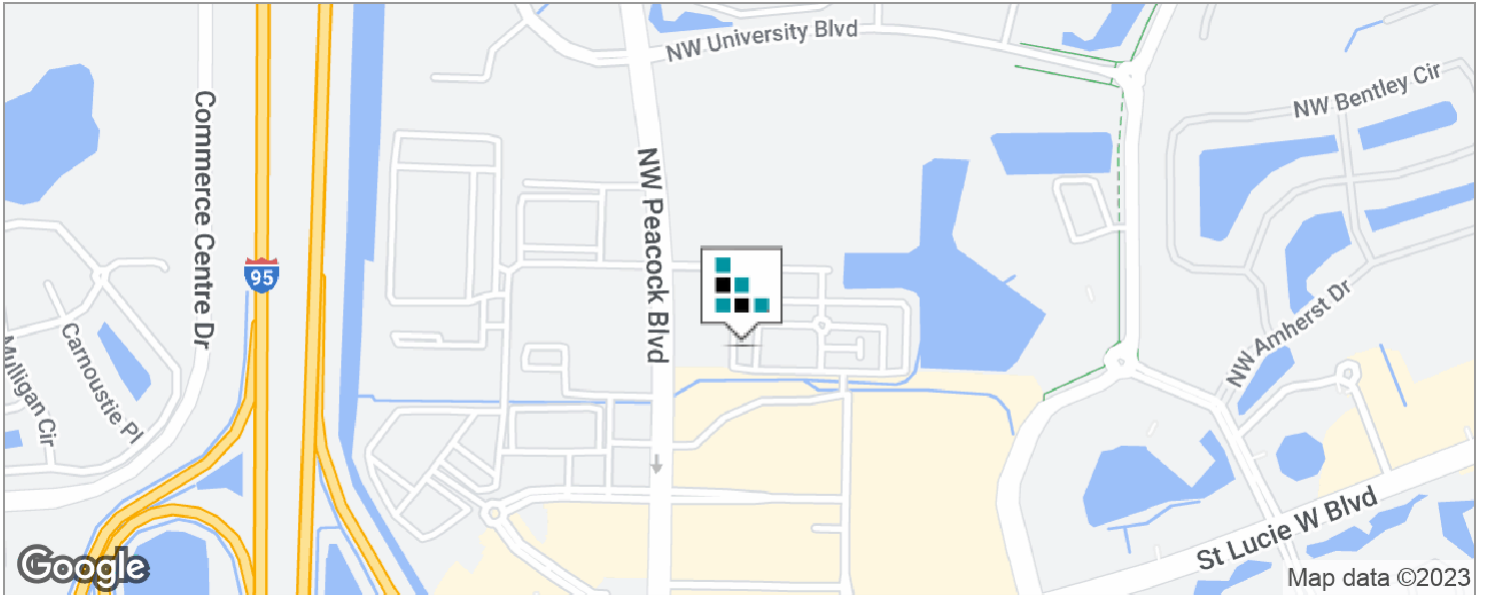 NW University Blvd
NW Bentley Cir
Commerce Centre Dr
NW Peacock Blvd
95
NW Amherst Dr
Carnoustie Pl
Mulligan Cir
St Lucie W Blvd
Google
Map data ©2023